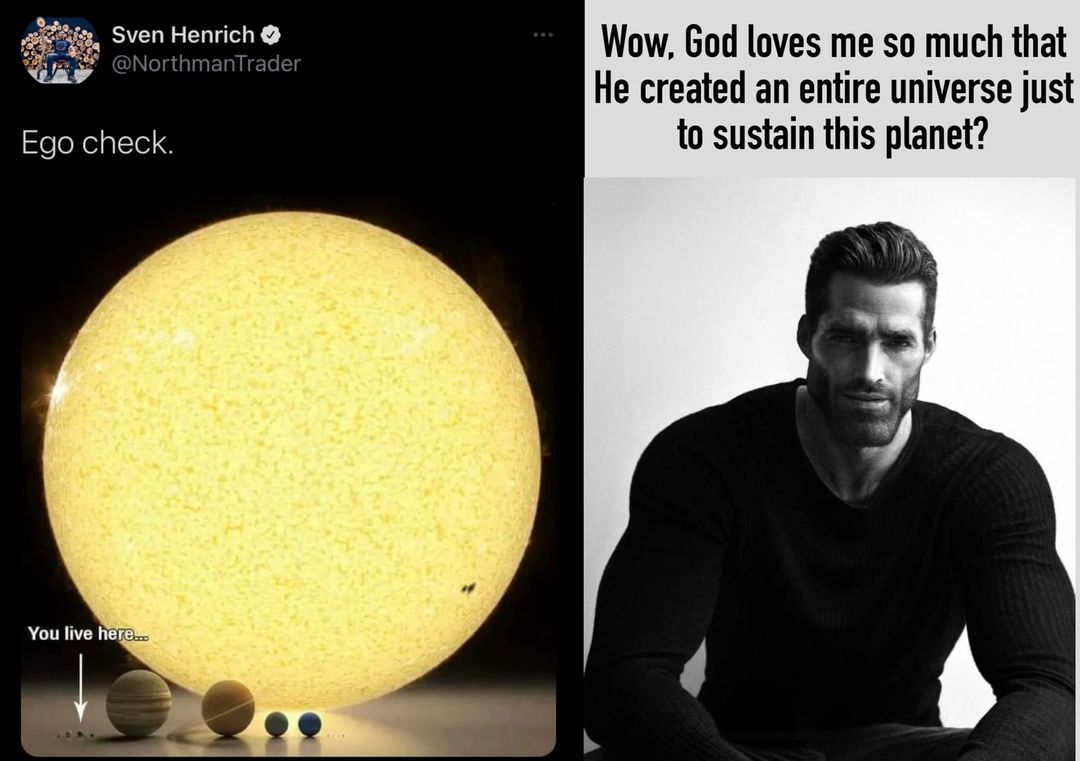 Sven Henrich
@NorthmanTrader
Ego check.
You live here...
Wow, God loves me so much that
He created an entire universe just
to sustain this planet?